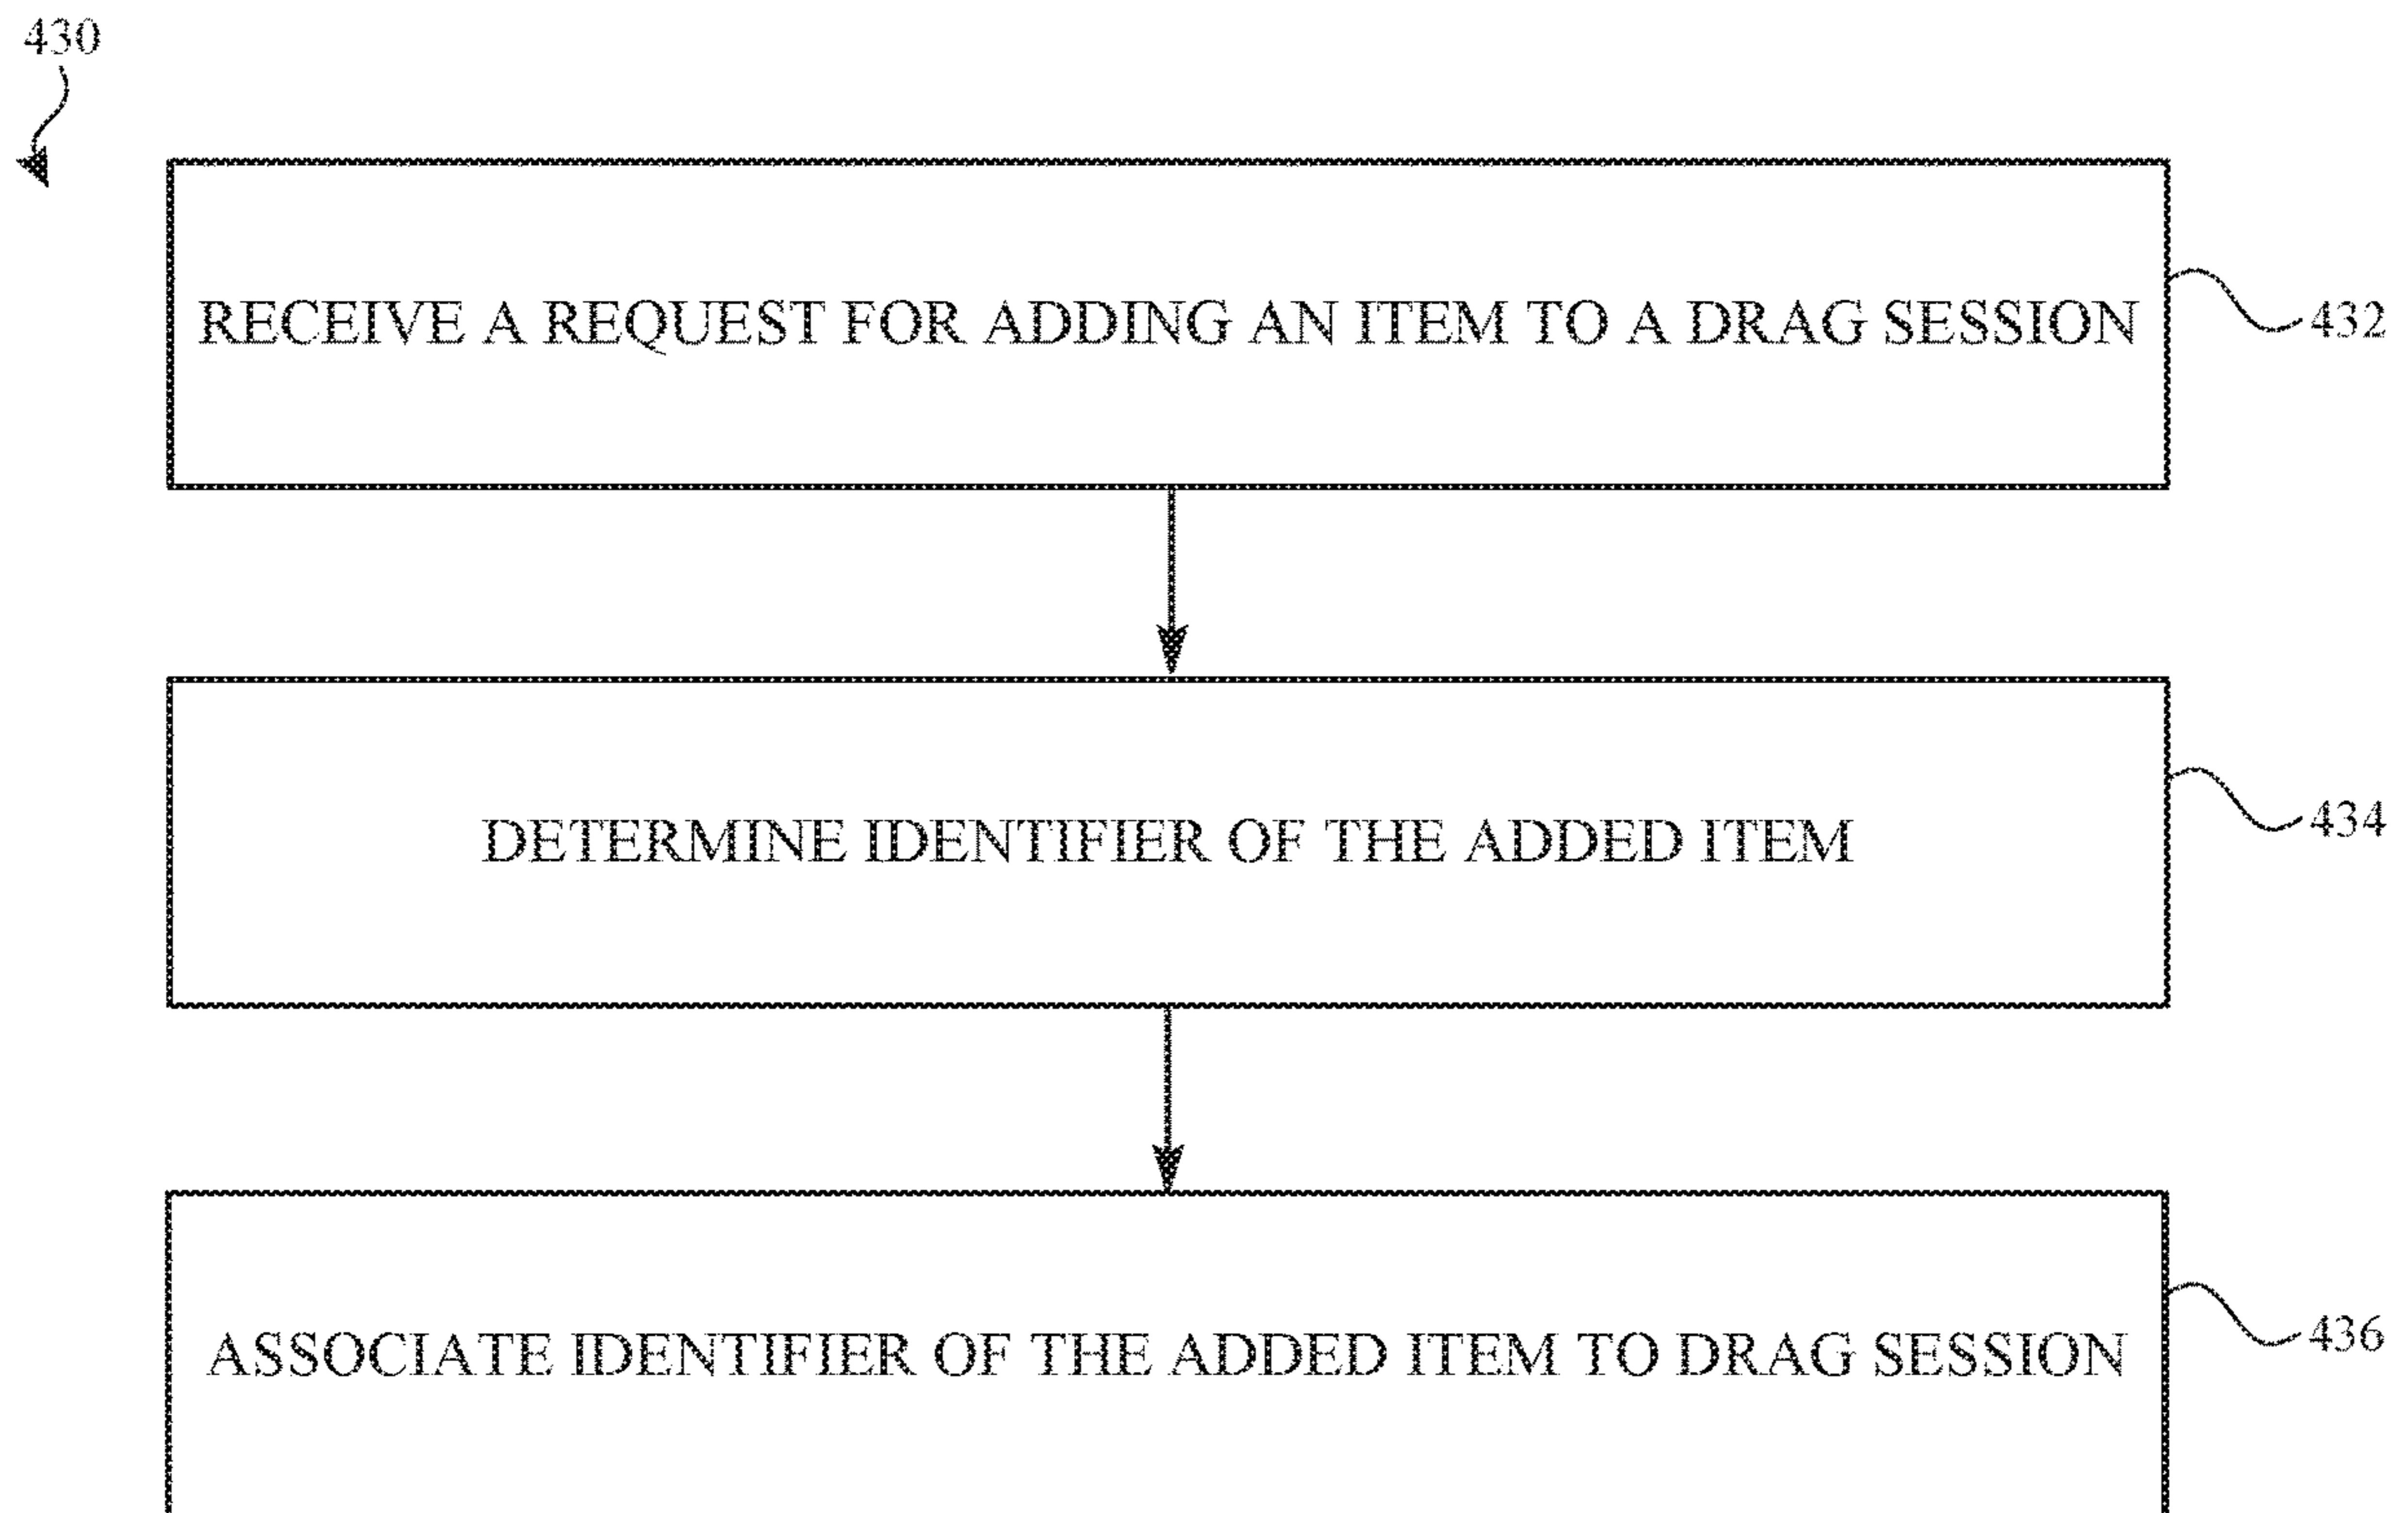 430
RECEIVE A REQUEST FOR ADDING AN ITEM TO A DRAG SESSION
432
DETERMINE IDENTIFIER OF THE ADDED ITEM
434
ASSOCIATE IDENTIFIER OF THE ADDED ITEM TO DRAG SESSION
436